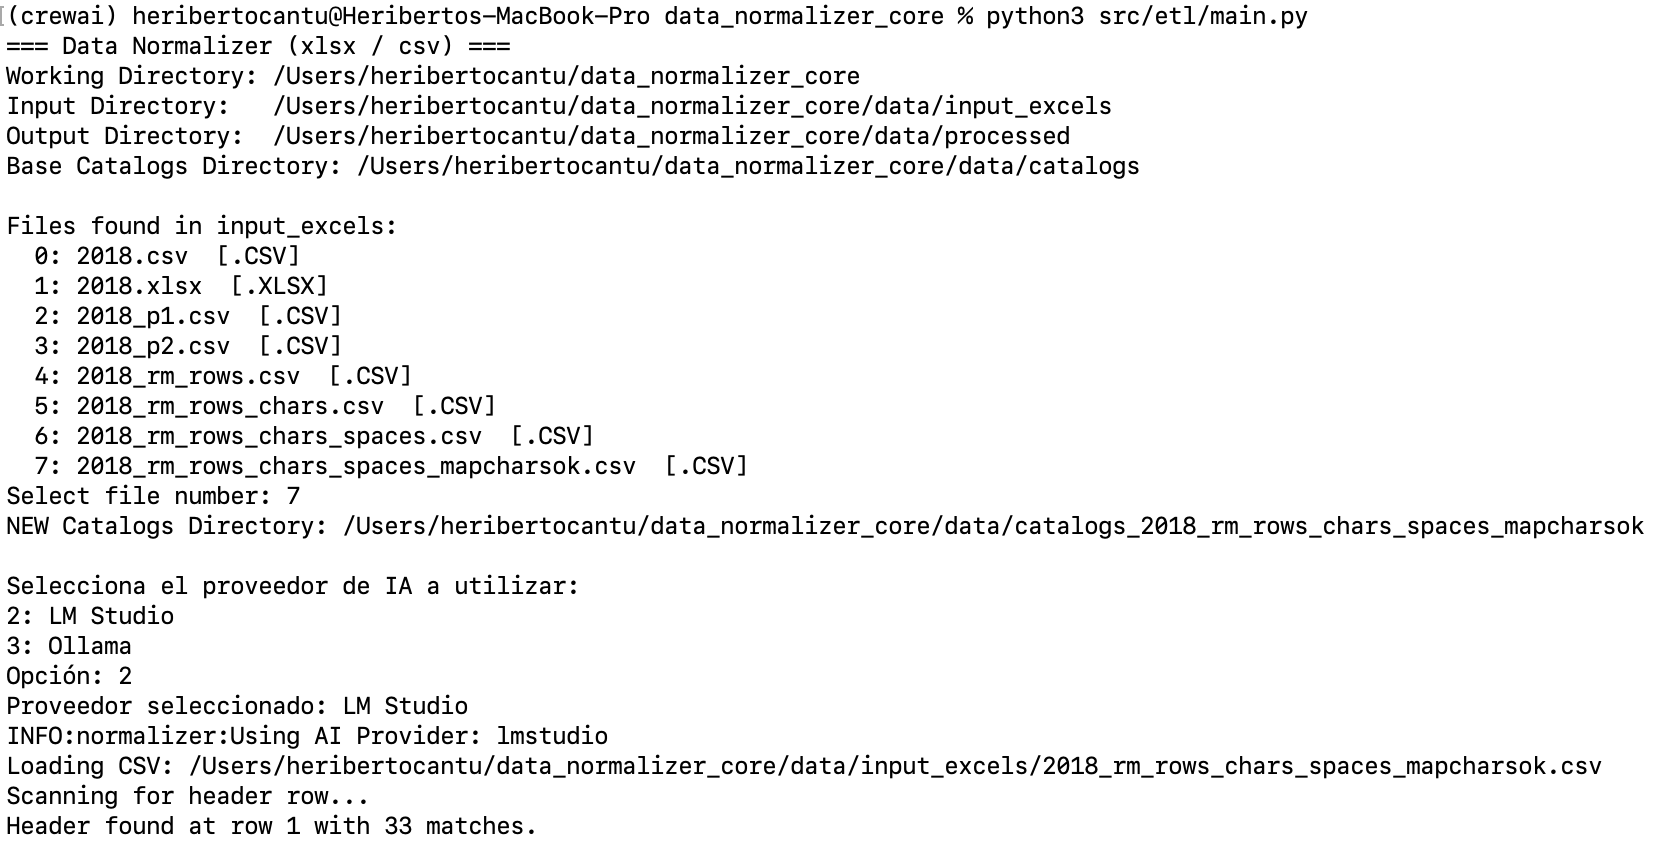 (crewai) heribertocantu@Heribertos-MacBook-Pro data_normalizer_core % python3 src/etl/main.py
=== Data Normalizer (xlsx / csv) ===
Working Directory: /Users/heribertocantu/data_normalizer_core
Input Directory:   /Users/heribertocantu/data_normalizer_core/data/input_excels
Output Directory:  /Users/heribertocantu/data_normalizer_core/data/processed
Base Catalogs Directory: /Users/heribertocantu/data_normalizer_core/data/catalogs

Files found in input_excels:
  0: 2018.csv  [.CSV]
  1: 2018.xlsx  [.XLSX]
  2: 2018_p1.csv  [.CSV]
  3: 2018_p2.csv  [.CSV]
  4: 2018_rm_rows.csv  [.CSV]
  5: 2018_rm_rows_chars.csv  [.CSV]
  6: 2018_rm_rows_chars_spaces.csv  [.CSV]
  7: 2018_rm_rows_chars_spaces_mapcharsok.csv  [.CSV]
Select file number: 7
NEW Catalogs Directory: /Users/heribertocantu/data_normalizer_core/data/catalogs_2018_rm_rows_chars_spaces_mapcharsok

Selecciona el proveedor de IA a utilizar:
2: LM Studio
3: Ollama
Opción: 2
Proveedor seleccionado: LM Studio
INFO:normalizer:Using AI Provider: lmstudio
Loading CSV: /Users/heribertocantu/data_normalizer_core/data/input_excels/2018_rm_rows_chars_spaces_mapcharsok.csv
Scanning for header row...
Header found at row 1 with 33 matches.